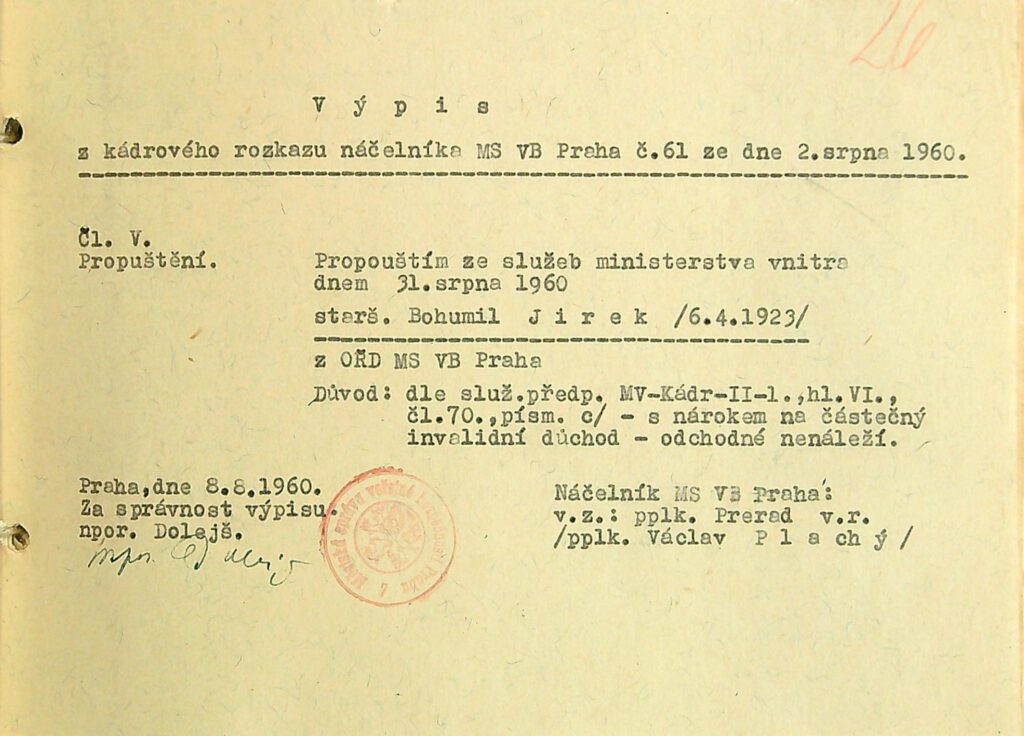 26
V ý p i s
z kádrového rozkazu náčelníka MS VB Praha č.61 ze dne 2.srpna 1960.
Čl. V.
Propuštění.
Propouštím ze služeb ministerstva vnitra
dnem 31.srpna 1960
starš. Bohumil J i r e k /6.4.1923/
z OŘD MS VB Praha
Důvod: dle služ.předp. MV-Kádr-II-1.,hl.VI.,
čl.70.,písm. c/ - s nárokem na částečný
invalidní důchod - odchodné nenáleží.
Praha,dne 8.8.1960.
Za správnost výpisu.
npor. Dolejš.
npor.
Náčelník MS VB Praha:
v.z.: pplk. Prerad v.r.
/pplk. Václav P l a c h ý /